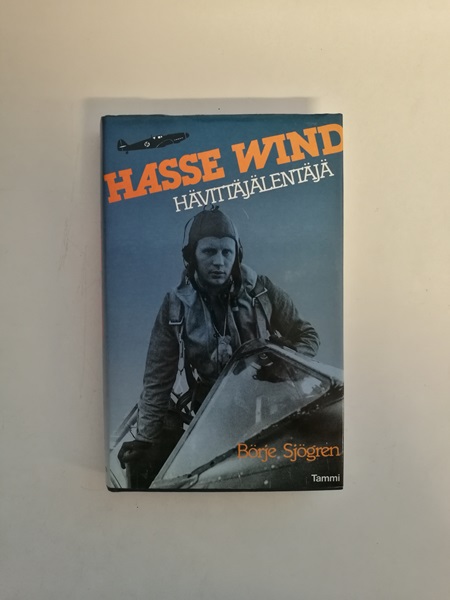 HASSE WIND
HÄVITTÄJÄLENTÄJÄ
Börje Sjögren
Tammi